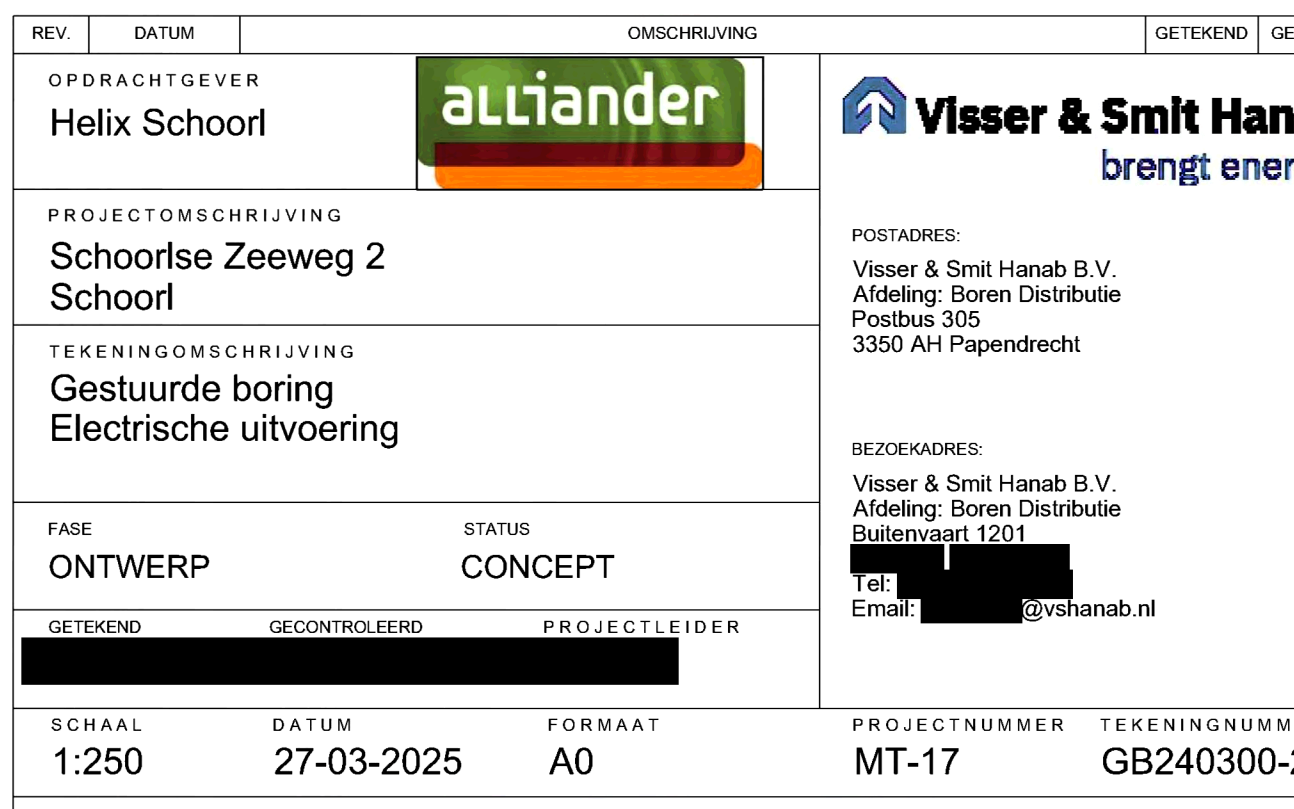 REV. DATUM OMSCHRIJVING GETEKEND
OPDRACHTGEVER
Helix Schoorl
alliander
Visser & Smit
brengt
PROJECTOMSCHRIJVING
Schoorlse Zeeweg 2
Schoorl
POSTADRES:
Visser & Smit Hanab B.V.
Afdeling: Boren Distributie
Postbus 305
3350 AH Papendrecht
TEKENINGOMSCHRIJVING
Gestuurde boring
Electrische uitvoering
BEZOEKADRES:
Visser & Smit Hanab B.V.
Afdeling: Boren Distributie
Buitenvaart 1201
Tel:
Email: @vshanab.nl
FASE STATUS
ONTWERP CONCEPT
GETEKEND GECONTROLEERD PROJECTLEIDER
SCHAAL DATUM FORMAAT PROJECTNUMMER
1:250 27-03-2025 A0 MT-17